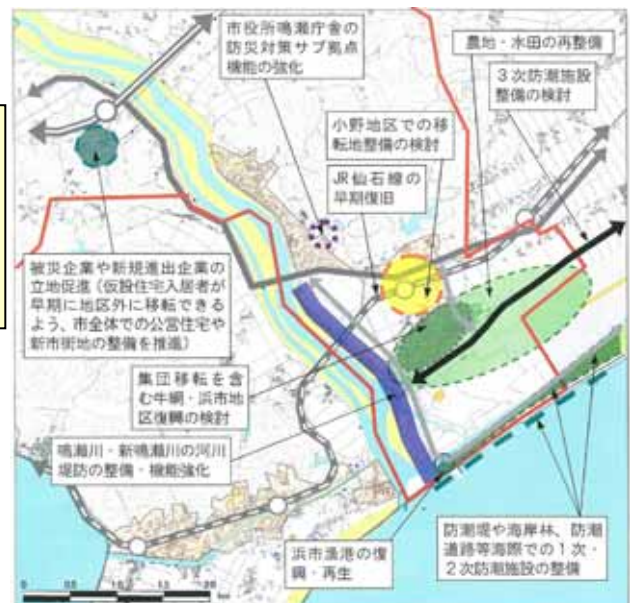 市役所鳴瀬庁舎の
防災対策サブ拠点
機能の強化
農地・水田の再整備
3次防潮施設
整備の検討
小野地区での移
転地整備の検討
JR仙石線の
早期復旧
被災企業や新規進出企業の
立地促進(仮設住宅入居者が
早期に地区外に移転できる
よう、市全体での公営住宅や
新市街地の整備を推進)
集団移転を含
む牛網・浜市地
区復興の検討
鳴瀬川・新鳴瀬川の河川
堤防の整備・機能強化
浜市漁港の復
興・再生
防潮堤や海岸林、防潮
道路等海際での1次・
2次防潮施設の整備
0 0.5 1.0 1.5 2.0